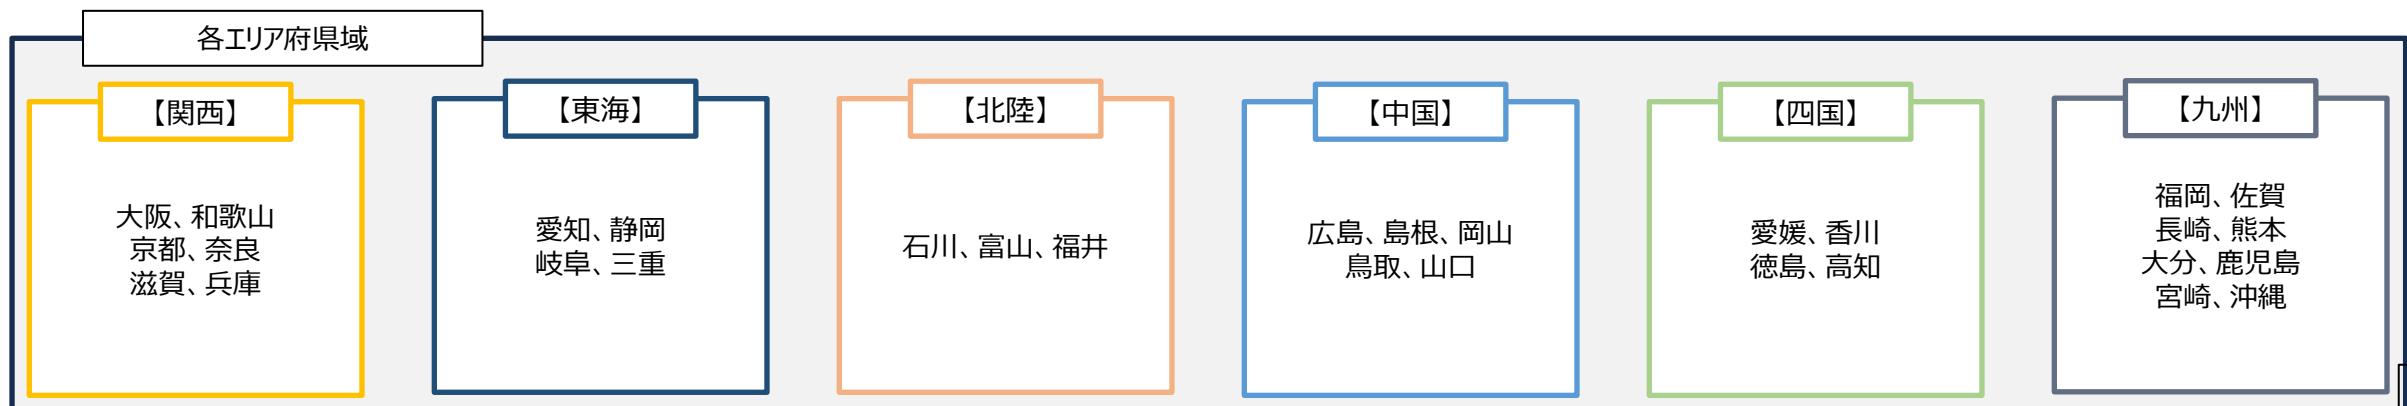 各エリア府県域
【関西】
大阪、和歌山
京都、奈良
滋賀、兵庫
【東海】
愛知、静岡
岐阜、三重
【北陸】
石川、富山、福井
【中国】
広島、島根、岡山
鳥取、山口
【四国】
愛媛、香川
徳島、高知
【九州】
福岡、佐賀
長崎、熊本
大分、鹿児島
宮崎、沖縄